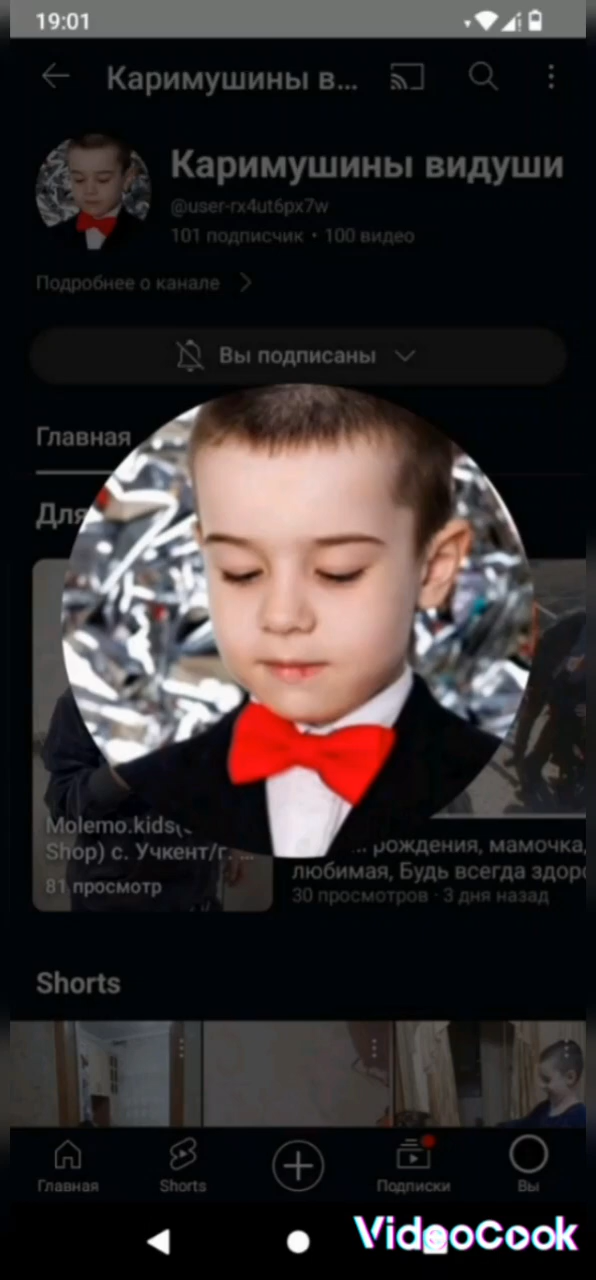 19:01
Каримушины в...
Каримушины видуши
@user-rx4ut6px7w
101 подписчик • 100 видео
Подробнее о канале
Вы подписаны
Главная
Для
Molemo.kids(
Shop) с. Учкент/г. ...
81 просмотр
... рождения, мамочка,
любимая, Будь всегда здоро
30 просмотров · 3 дня назад
Shorts
Главная
Shorts
Подписки
Вы
VideoCook